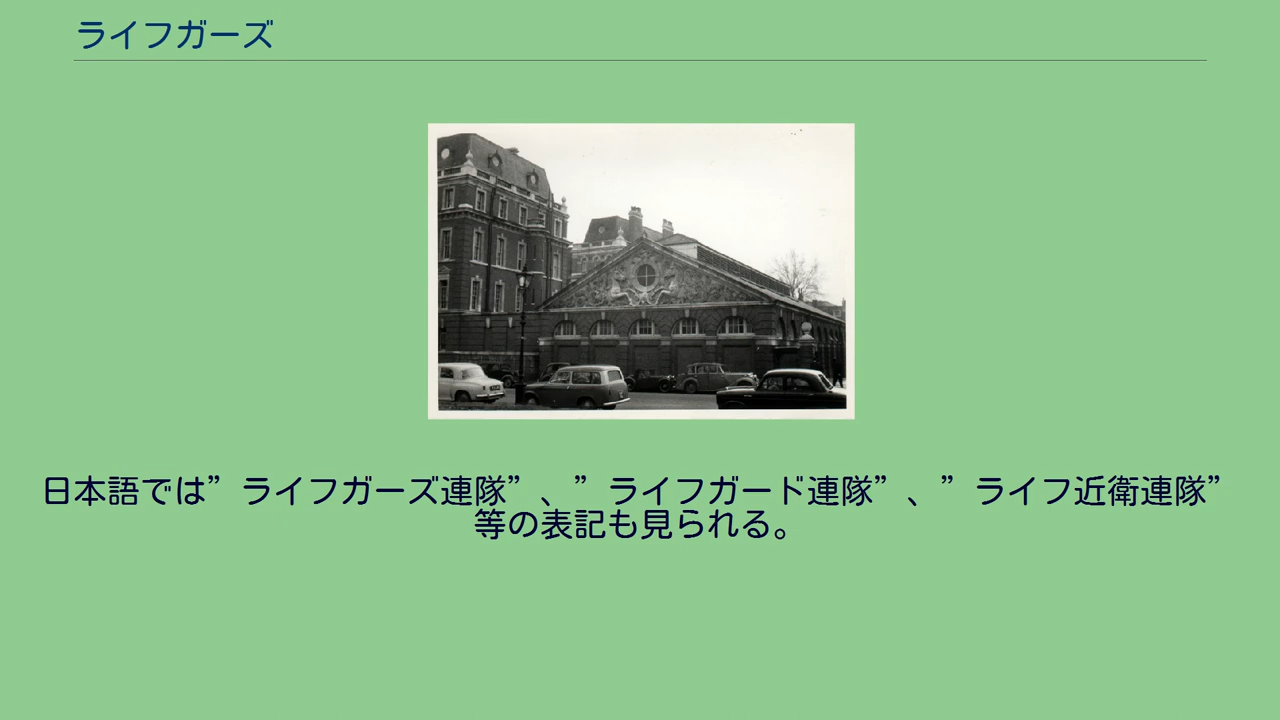 ライフガーズ
日本語では”ライフガーズ連隊”、”ライフガード連隊”、”ライフ近衛連隊”
等の表記も見られる。